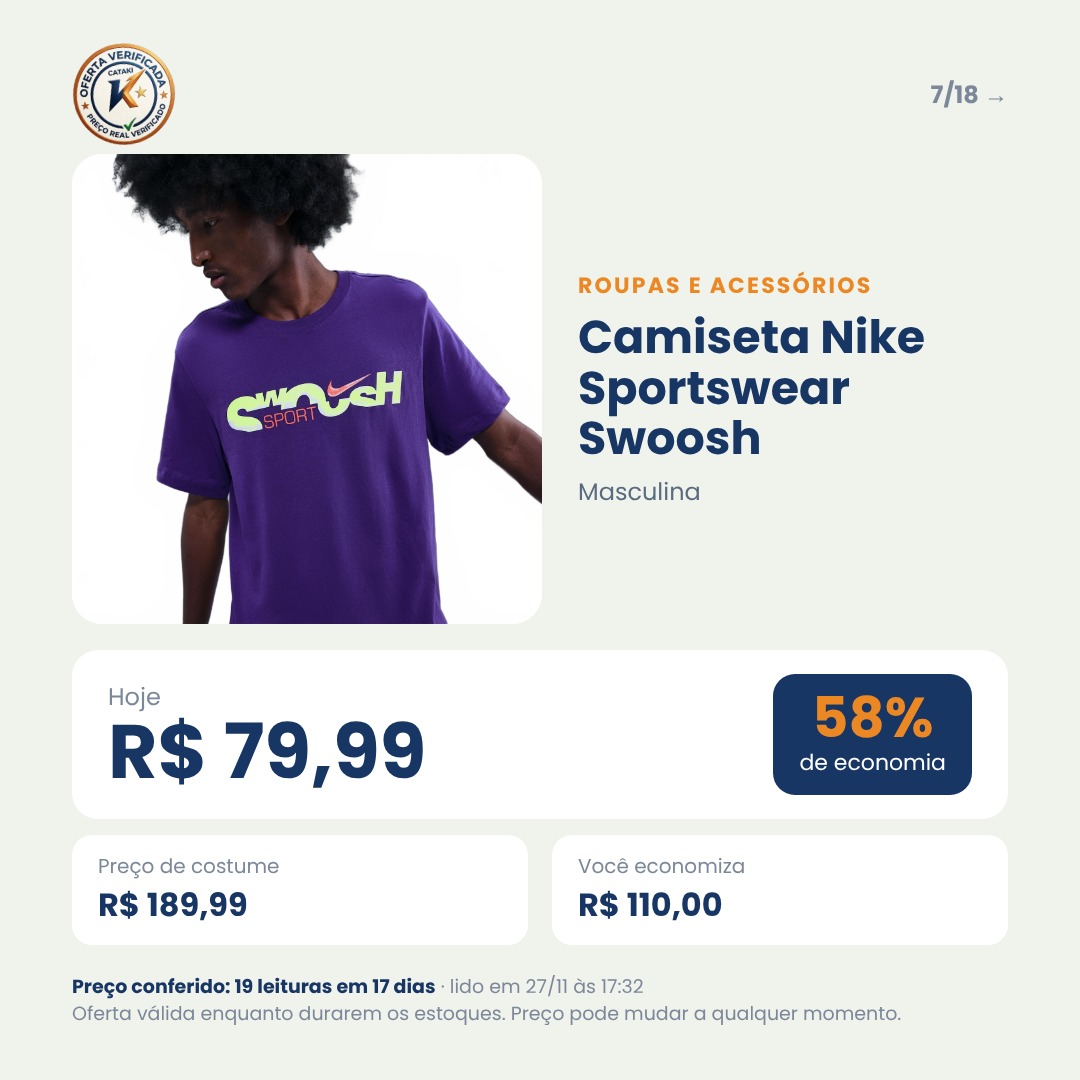 OFERTA VERIFICADA
CATAKI
K
PREÇO REAL VERIFICADO
7/18 →
SWOOSH
SPORT
ROUPAS E ACESSÓRIOS
Camiseta Nike
Sportswear
Swoosh
Masculina
Hoje
R$ 79,99
58%
de economia
Preço de costume
R$ 189,99
Você economiza
R$ 110,00
Preço conferido: 19 leituras em 17 dias · lido em 27/11 às 17:32
Oferta válida enquanto durarem os estoques. Preço pode mudar a qualquer momento.